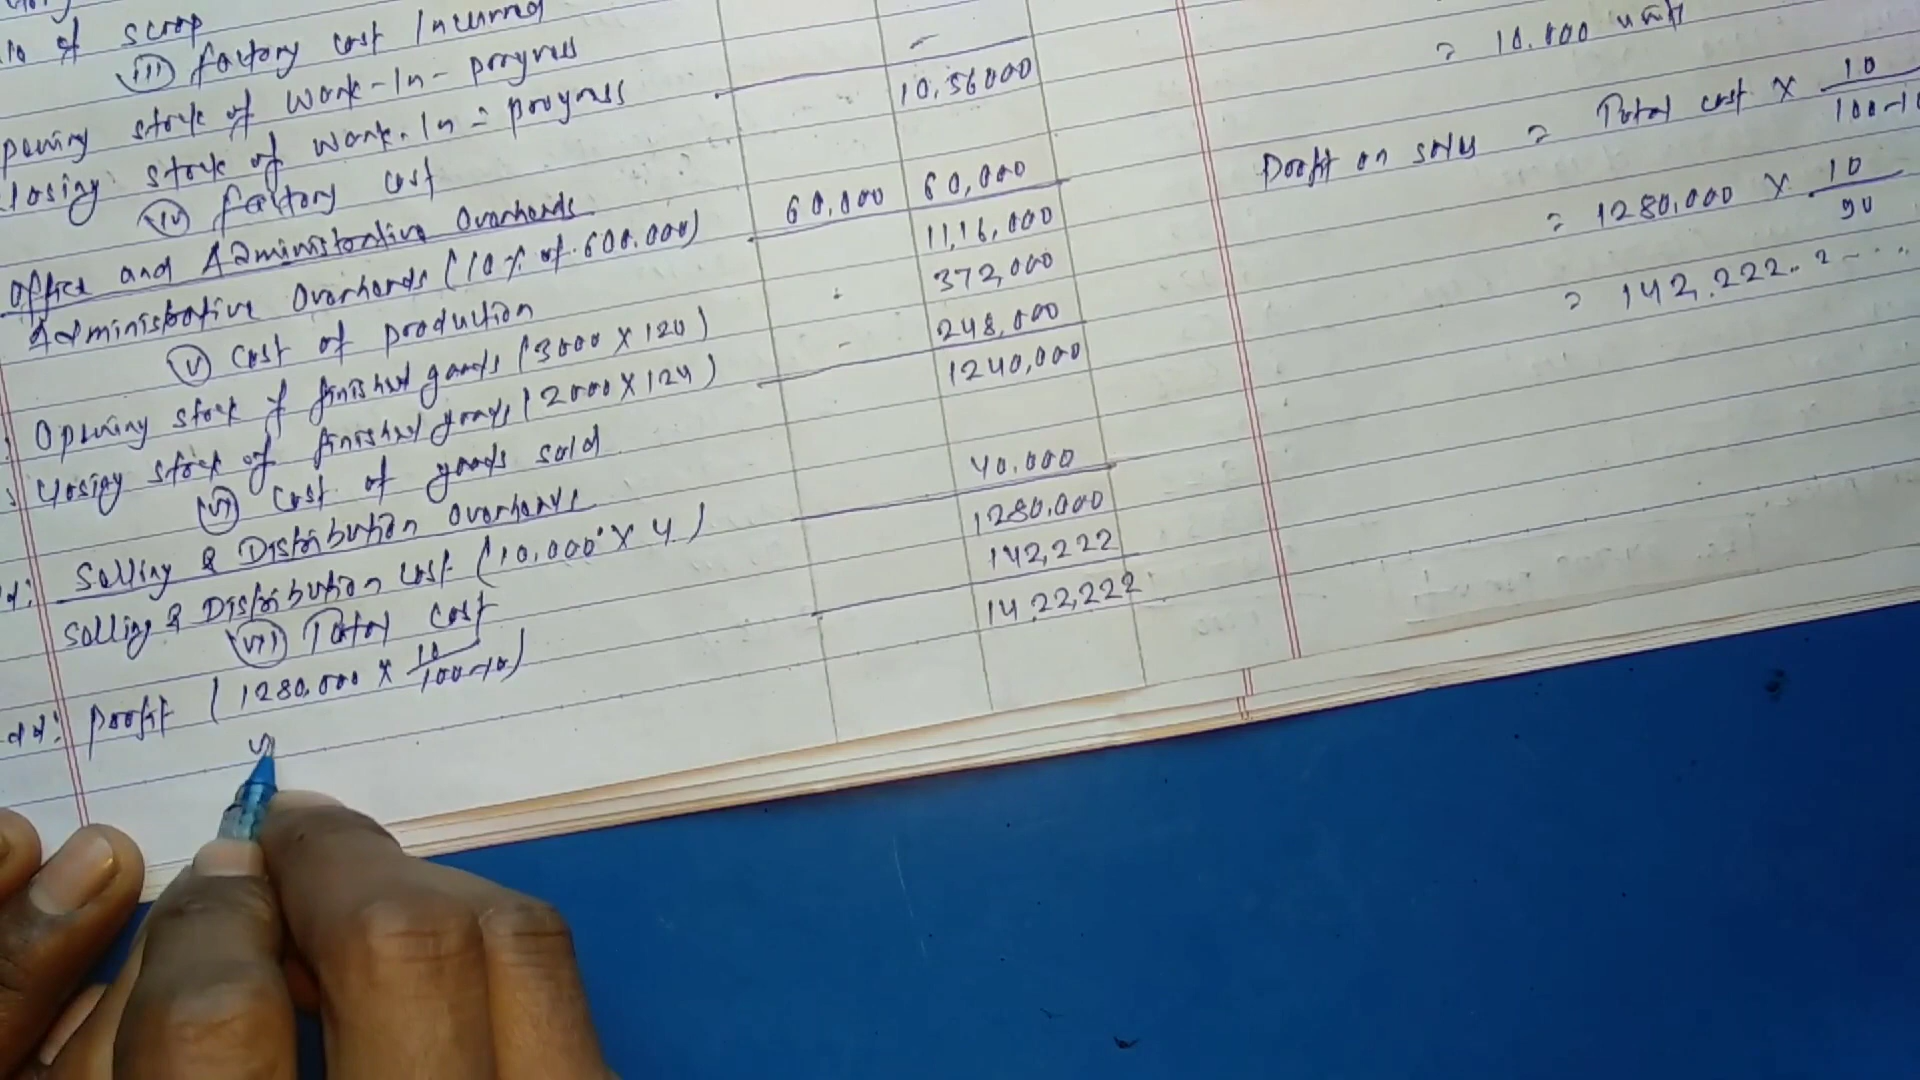 of scrap
(iii) factory cost Incurred -
opening stock of Work-In-progress 10,56000
closing stock of Work-In-progress
(iv) factory cost
Office and Administrative Overheads 60,000 60,000
Administrative Overheads (10% of 600.000) 11,16,000
(v) cost of production 372,000
Opening stock of finished goods (3000 X 124) 248,000
closing stock of finished goods (2000 X 124) 1240,000
(vi) cost of goods sold
Selling & Distribution Overheads 40.000
Selling & Distribution cost (10,000 X 4) 1280.000
(vii) Total cost 142,222
Add: profit (1280,000 x 10/100-10) 14,22,222
= 10.000 units
Profit on sales = Total cost X 10/100-10
= 1280,000 X 10/90
= 142,222.2